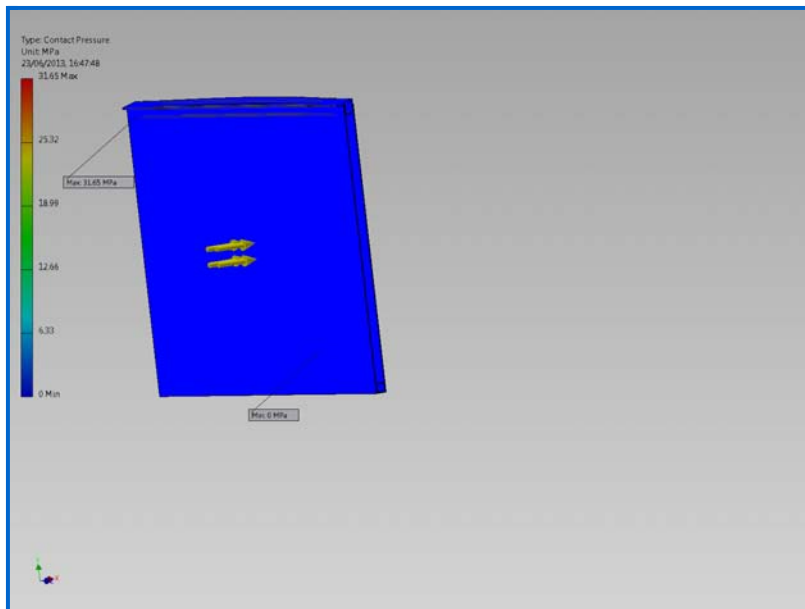 Type: Contact Pressure
Unit: MPa
23/06/2013, 16:47:48
31.65 Max
25.32
Max: 31.65 MPa
18.99
12.66
6.33
0 Min
Min: 0 MPa
Y
X